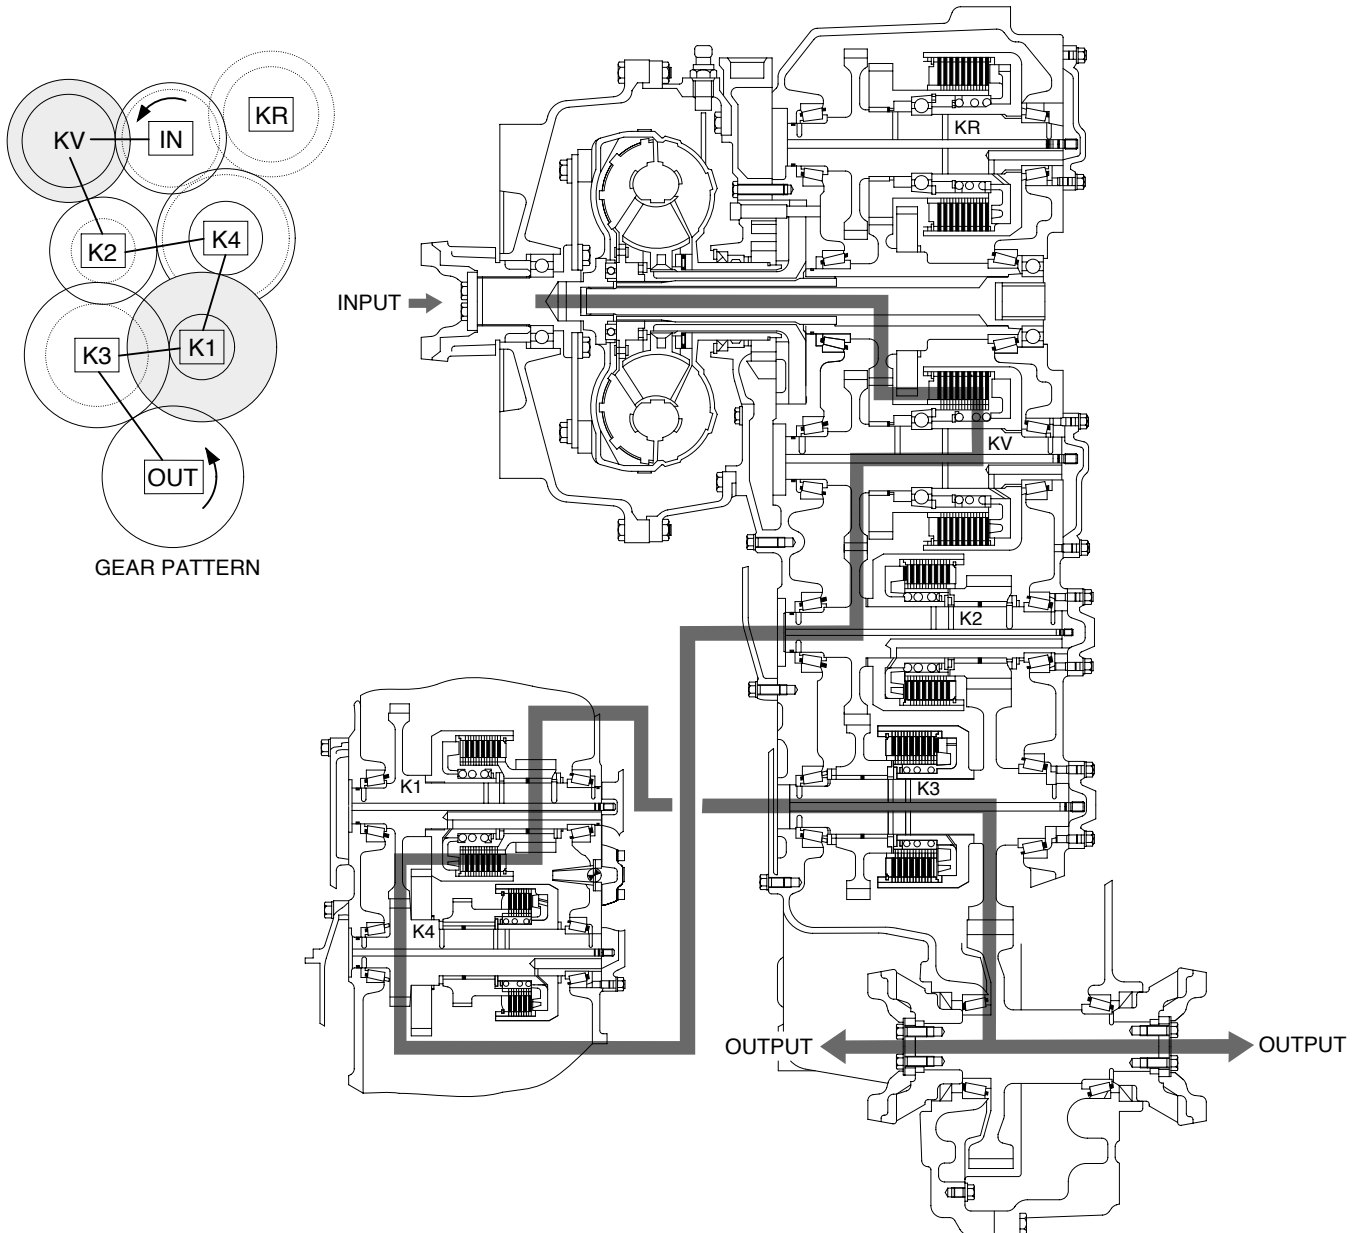 KR
KV
IN
K2
K4
K3
K1
OUT
GEAR PATTERN
INPUT
KR
KV
K2
K1
K3
K4
OUTPUT
OUTPUT